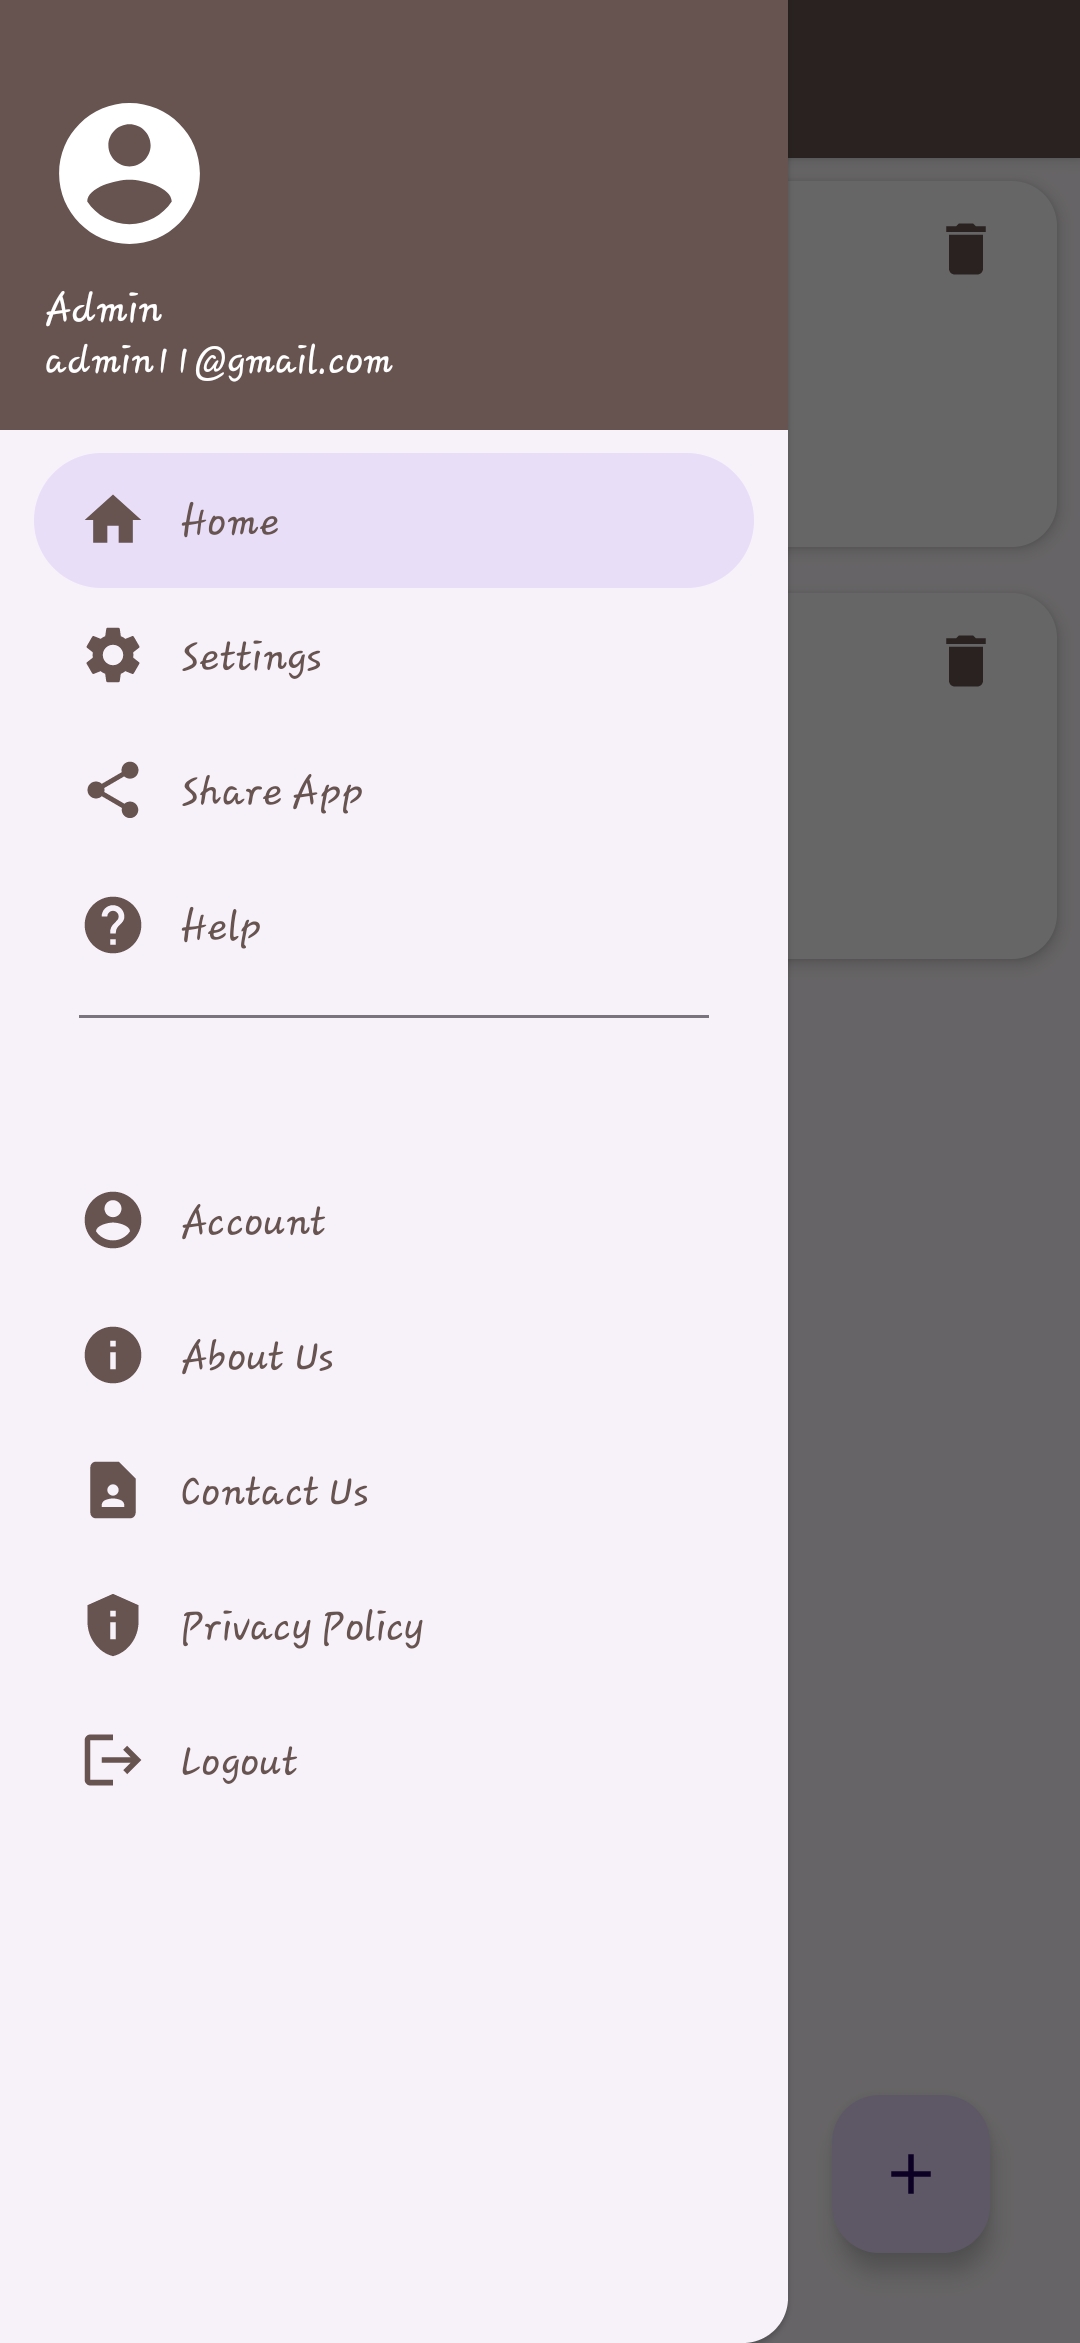 Admin
admin11@gmail.com
Home
Settings
Share App
Help
Account
About Us
Contact Us
Privacy Policy
Logout